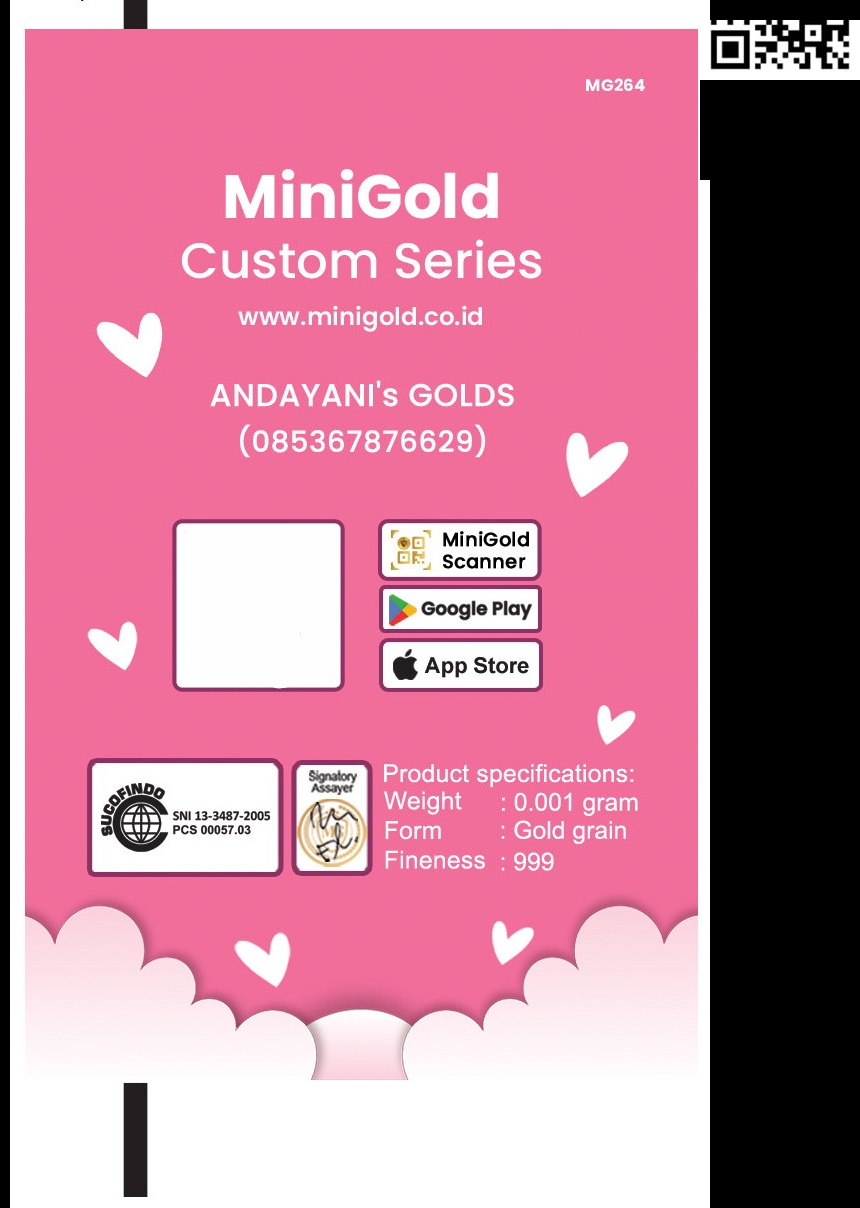 MG264
MiniGold
Custom Series
www.minigold.co.id
ANDAYANI's GOLDS
(085367876629)
MiniGold
Scanner
Google Play
App Store
SUCOFINDO
SNI 13-3487-2005
PCS 00057.03
Signatory
Assayer
Product specifications:
Weight : 0.001 gram
Form : Gold grain
Fineness : 999